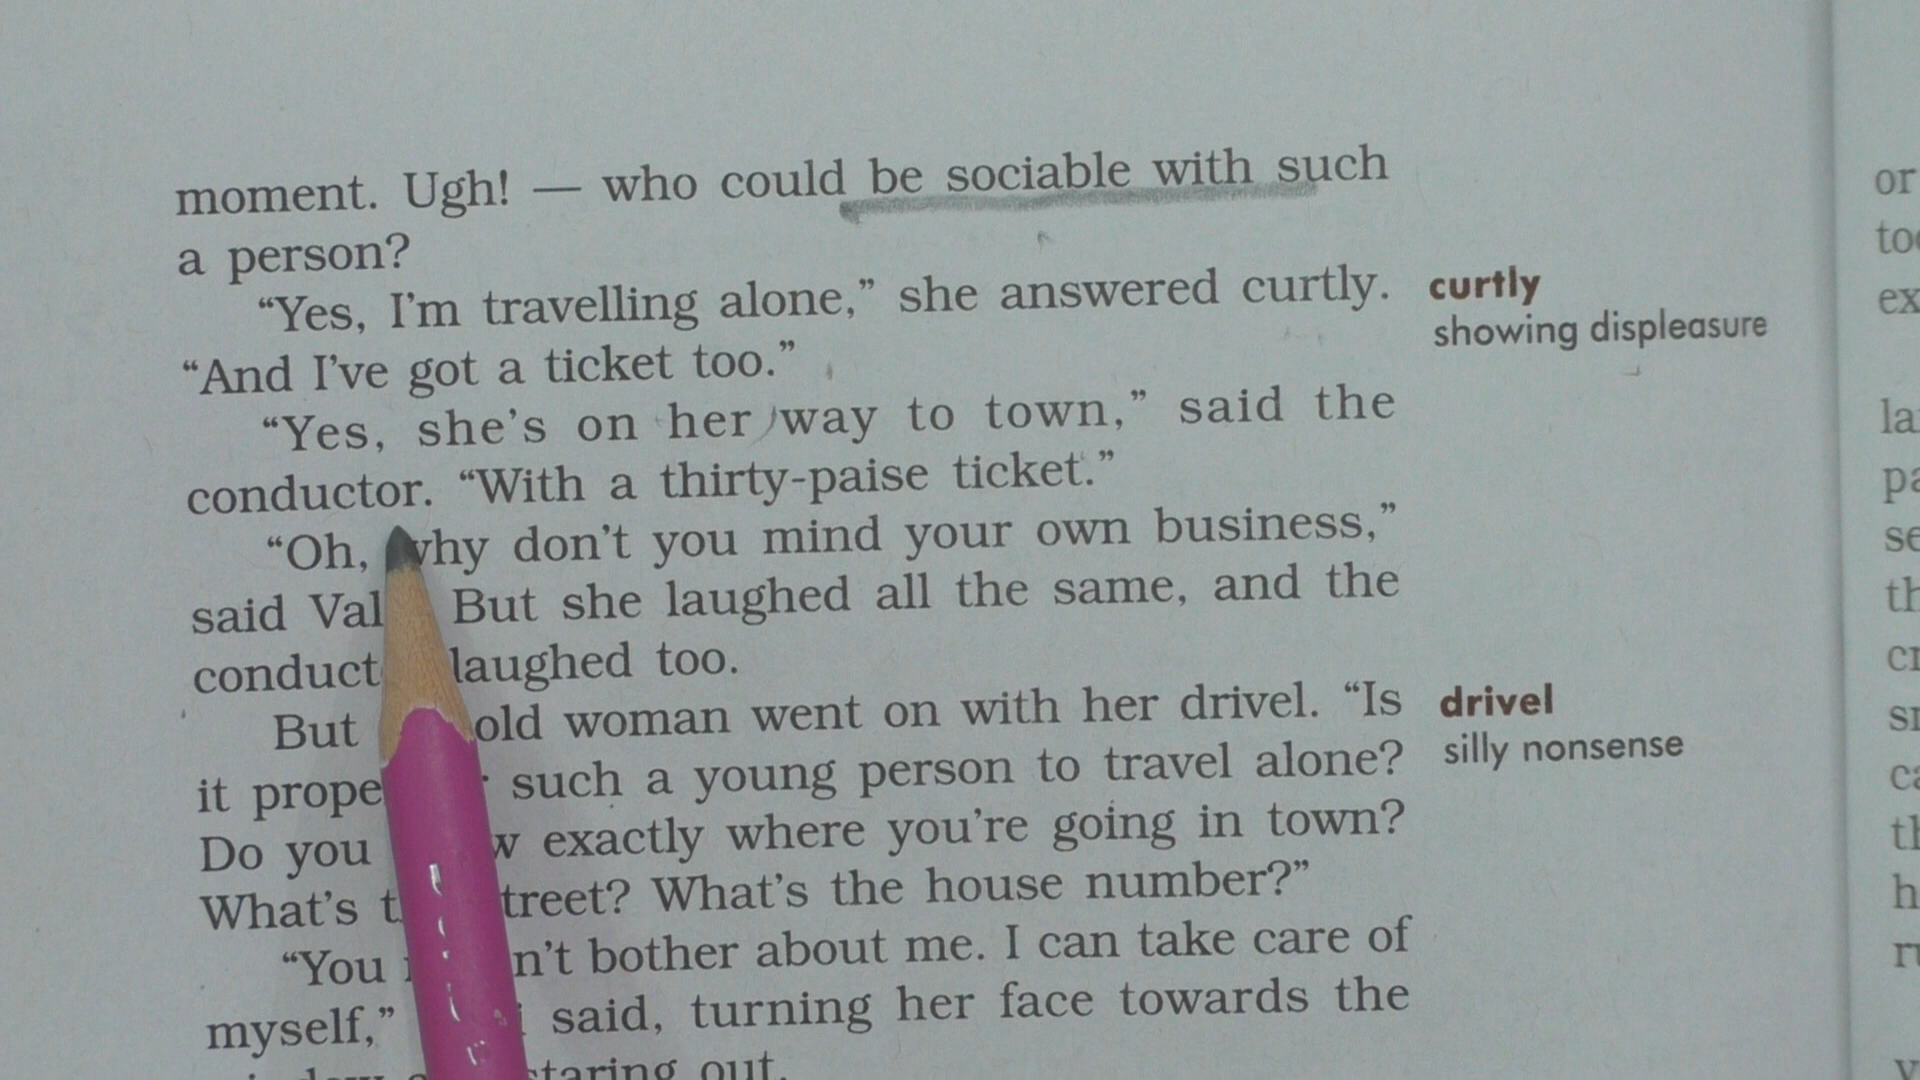 moment. Ugh! — who could be sociable with such
a person?
“Yes, I'm travelling alone,” she answered curtly.
“And I've got a ticket too.”
“Yes, she's on her way to town,” said the
conductor. “With a thirty-paise ticket.”
“Oh, why don't you mind your own business,”
said Val But she laughed all the same, and the
conduct laughed too.
But old woman went on with her drivel. “Is
it prope such a young person to travel alone?
Do you w exactly where you're going in town?
What's t treet? What's the house number?”
“You n't bother about me. I can take care of
myself,” said, turning her face towards the
taring out.
curtly
showing displeasure
drivel
silly nonsense
or
la